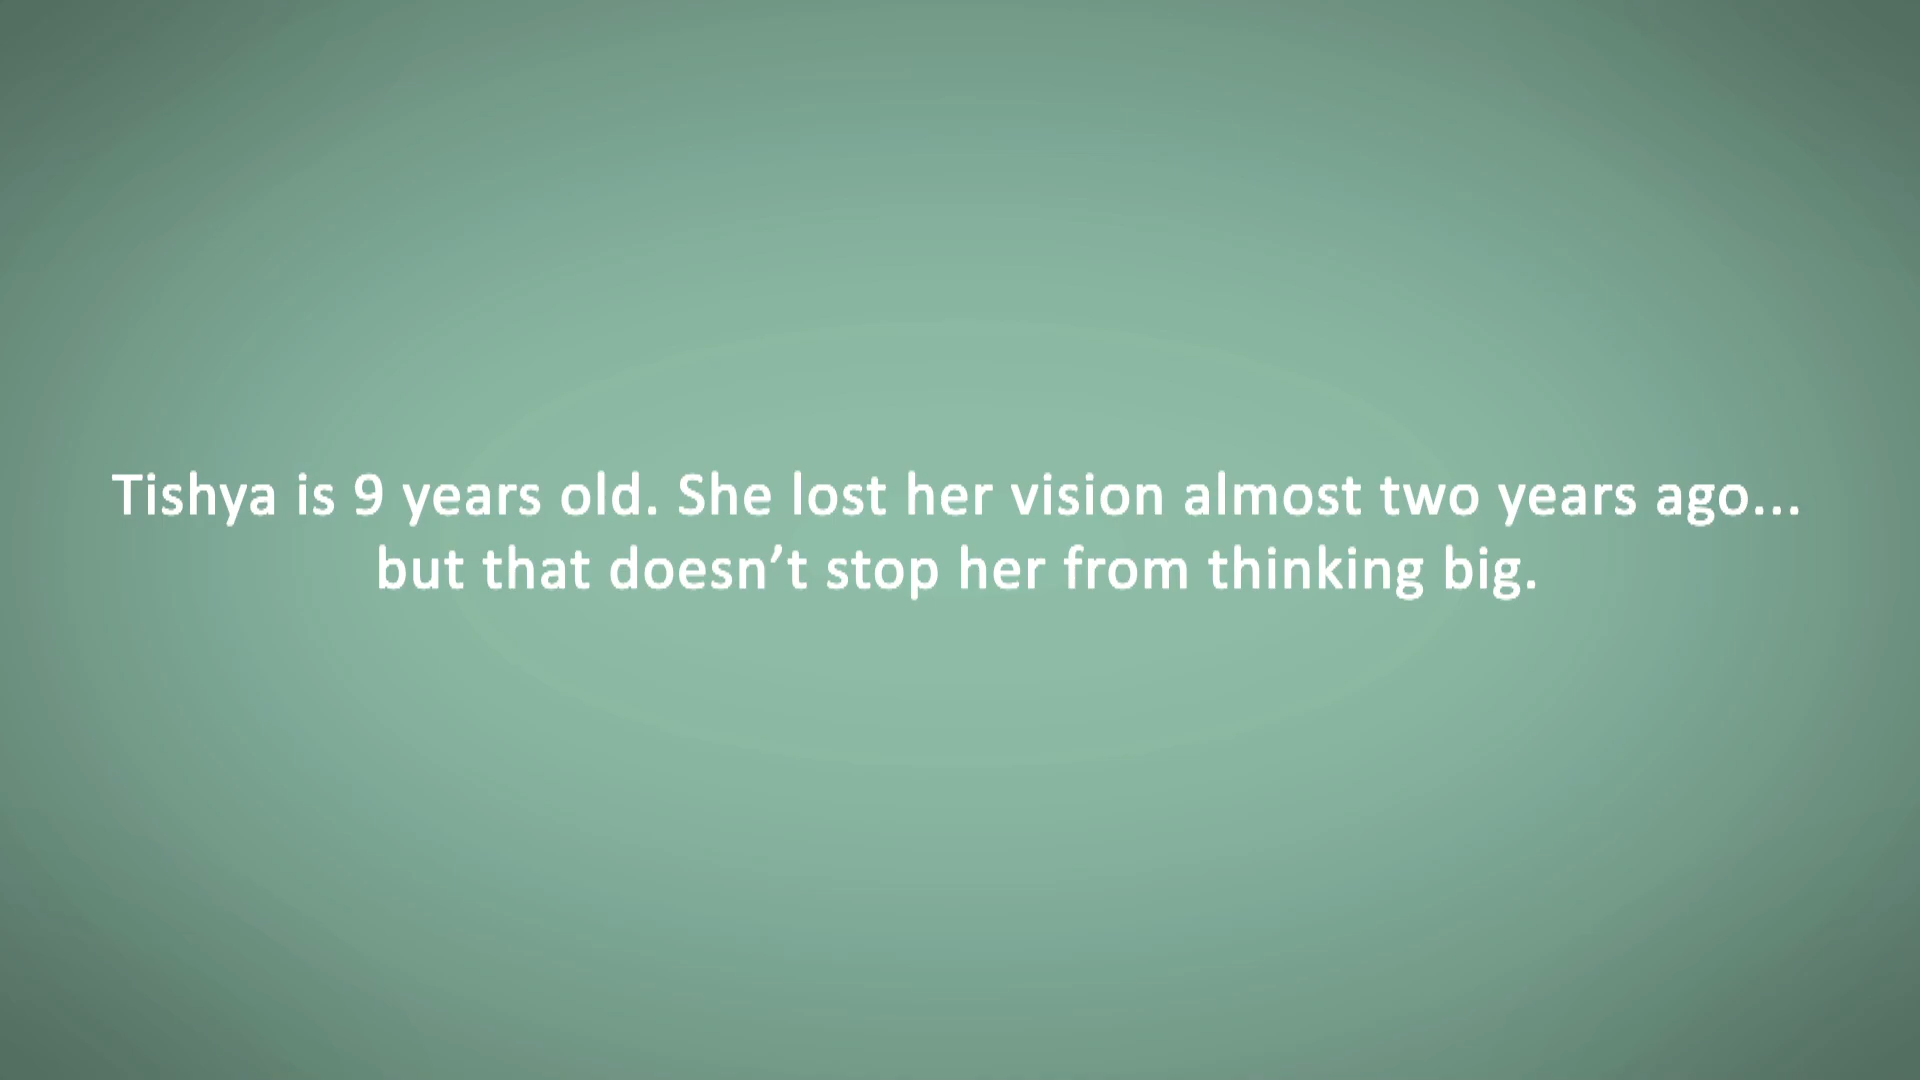 Tishya is 9 years old. She lost her vision almost two years ago...
but that doesn’t stop her from thinking big.